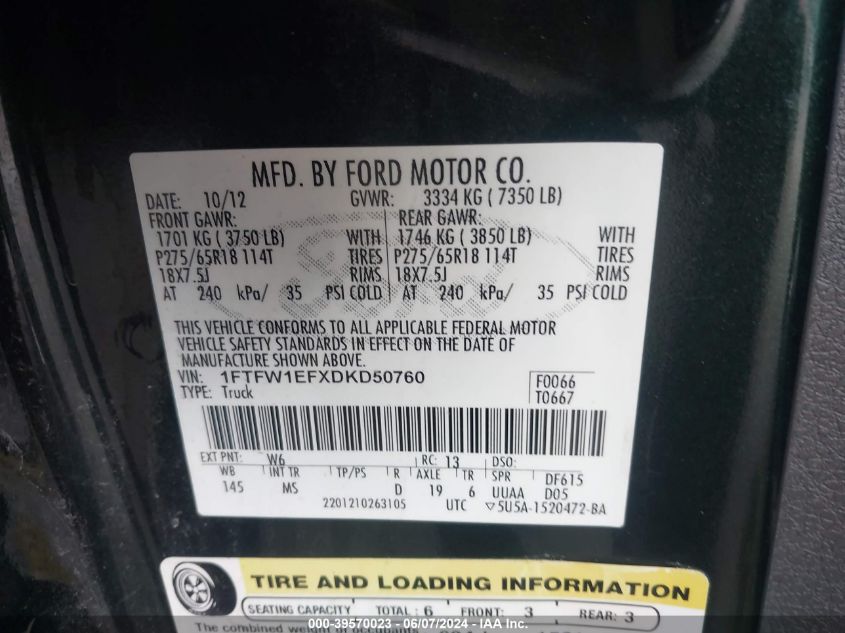 MFD. BY FORD MOTOR CO.
DATE: 10/12 GVWR: 3334 KG ( 7350 LB)
FRONT GAWR: REAR GAWR:
1701 KG ( 3750 LB) WITH 1746 KG ( 3850 LB) WITH
P275/65R18 114T TIRES P275/65R18 114T TIRES
18X7.5J RIMS 18X7.5J RIMS
AT 240 kPa/ 35 PSI COLD AT 240 kPa/ 35 PSI COLD
THIS VEHICLE CONFORMS TO ALL APPLICABLE FEDERAL MOTOR
VEHICLE SAFETY STANDARDS IN EFFECT ON THE DATE OF
MANUFACTURE SHOWN ABOVE.
VIN: 1FTFW1EFXDKD50760 F0066
TYPE: Truck T0667
EXT PNT: W6 RC: 13 DSO:
WB INT TR TP/PS R AXLE TR SPR DF615
145 MS D 19 6 UUAA D05
2201210263105 UTC ▽5U5A-1520472-BA
TIRE AND LOADING INFORMATION
SEATING CAPACITY TOTAL: 6 FRONT: 3 REAR: 3
The combined weight of occupants
000-39570023 - 06/07/2024 - IAA Inc.